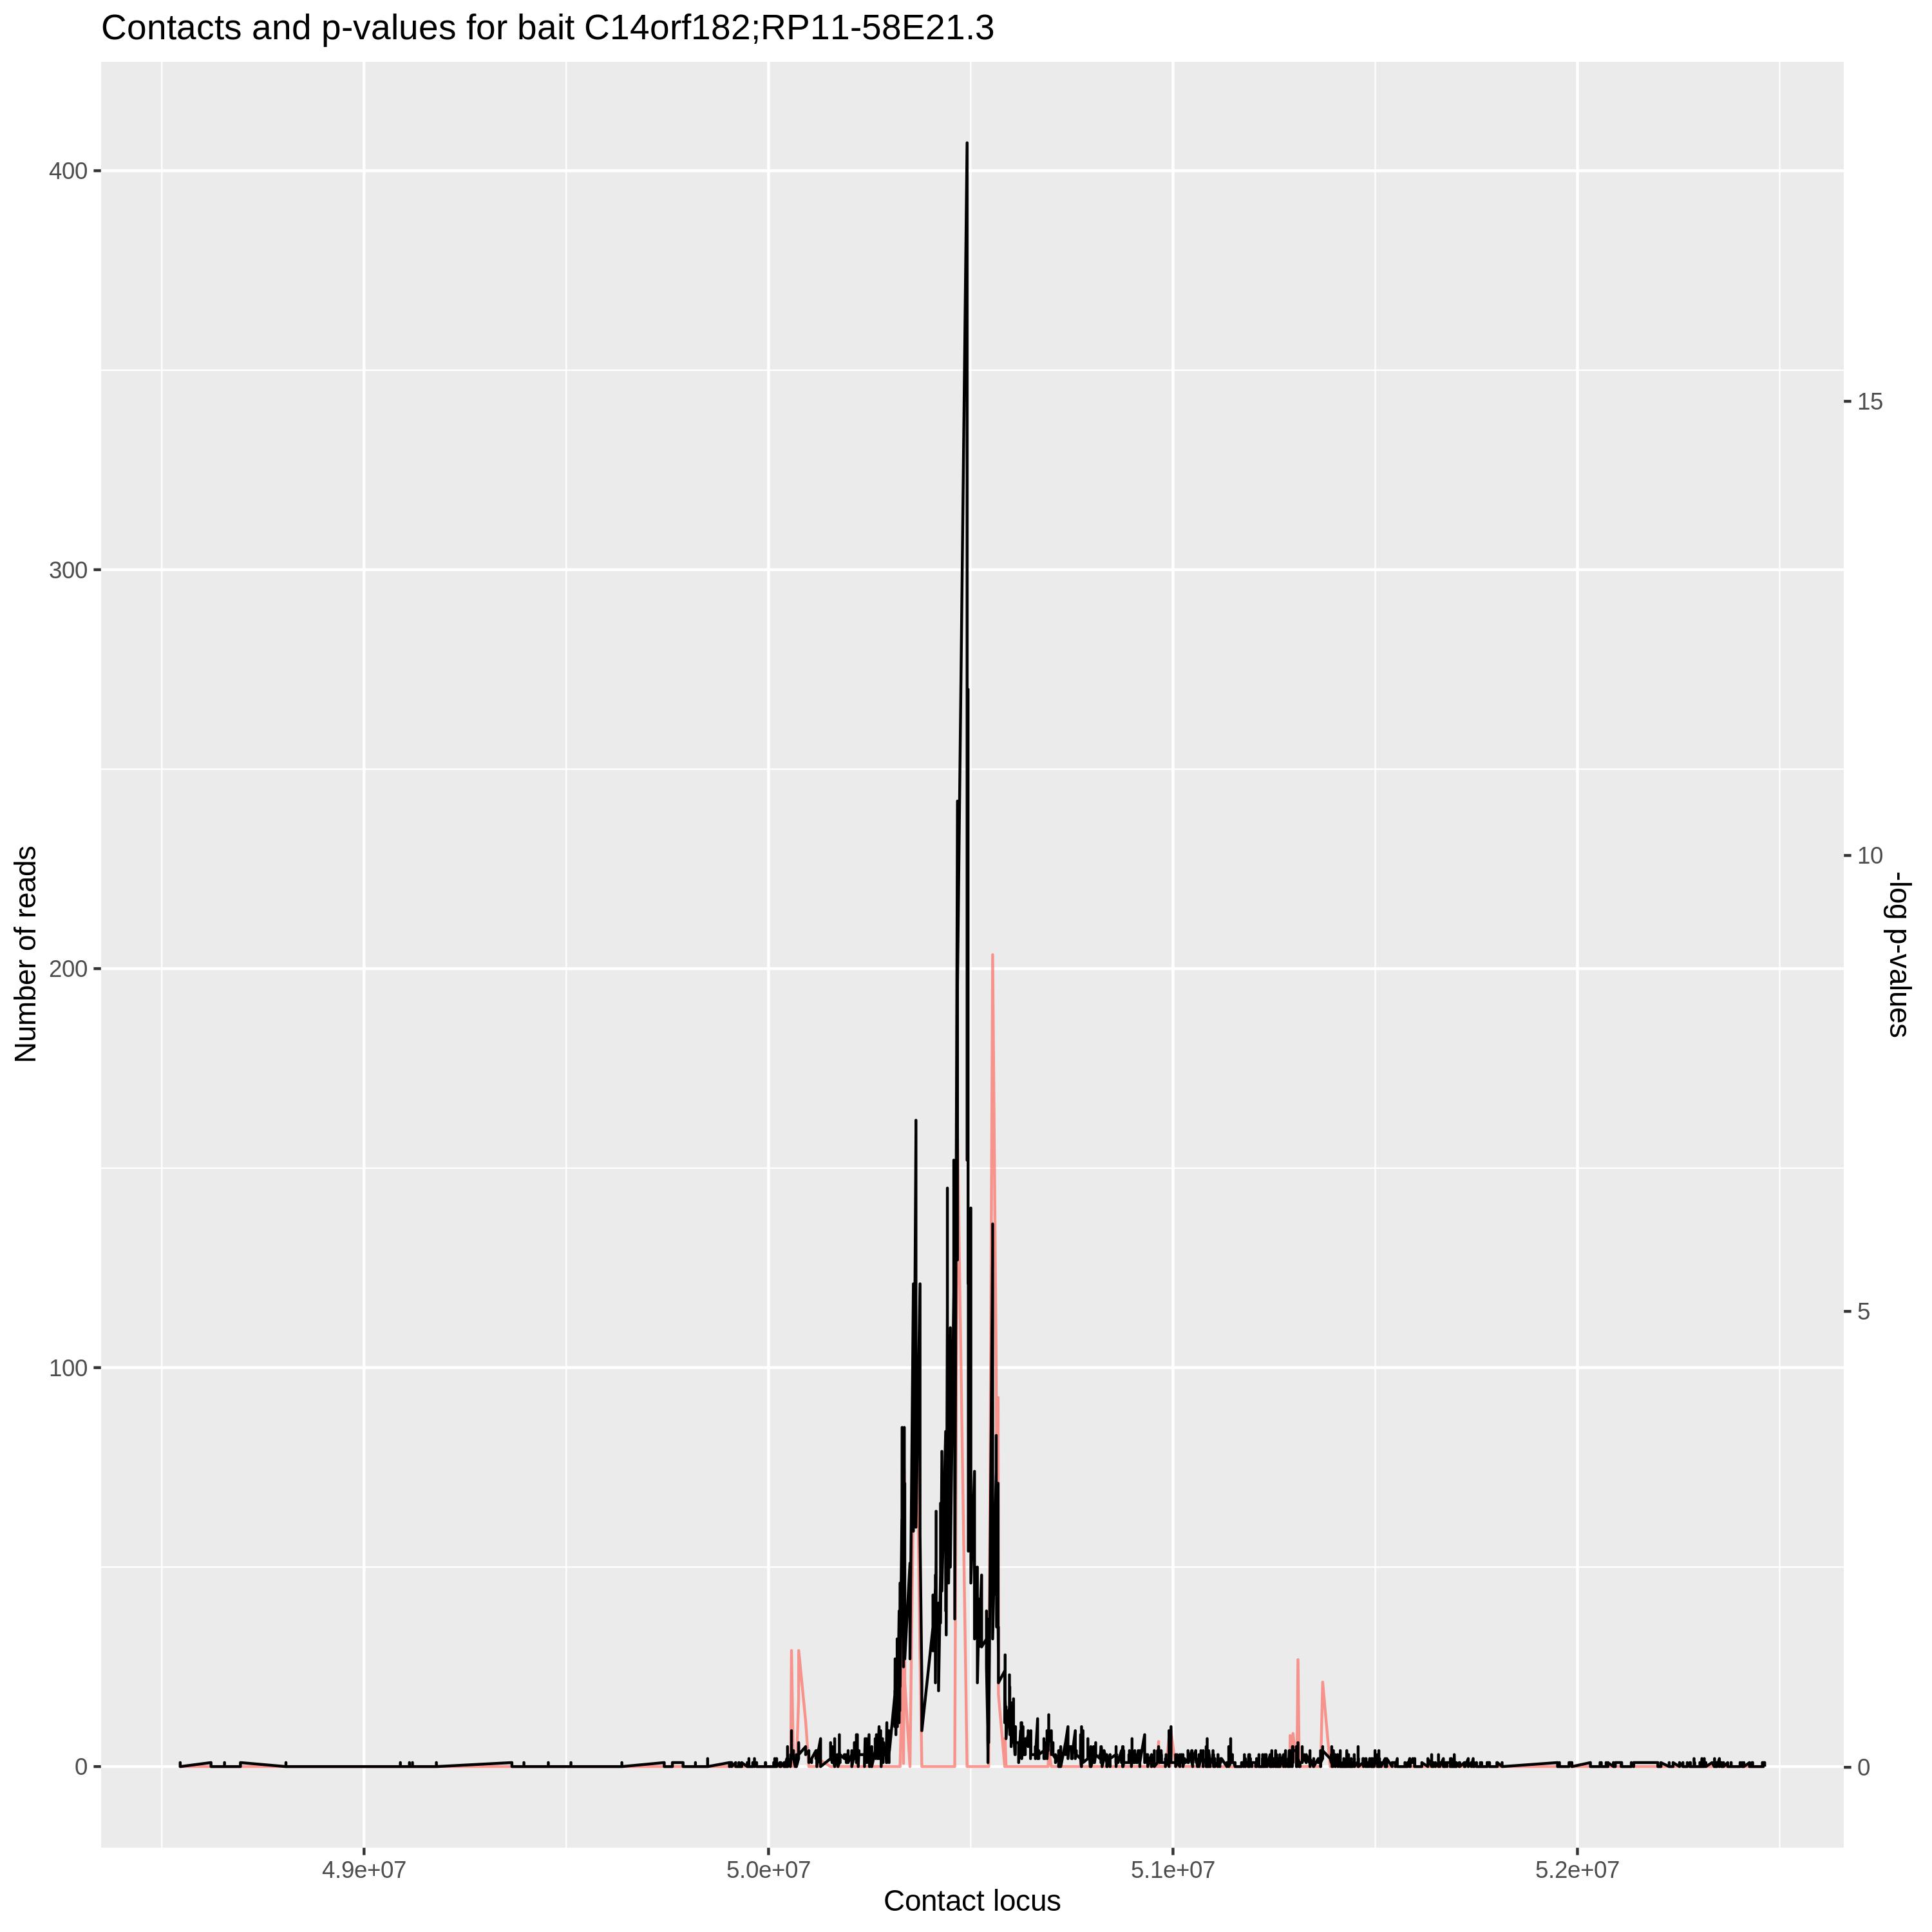 Contacts and p-values for bait C14orf182;RP11-58E21.3
400
300
200
100
0
Number of reads
15
10
5
0
-log p-values
4.9e+07
5.0e+07
5.1e+07
5.2e+07
Contact locus